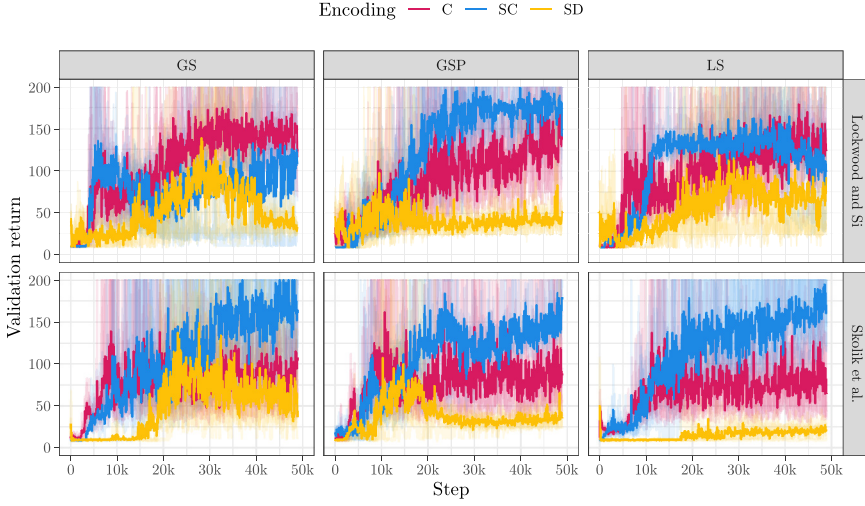 Encoding C SC SD
GS GSP LS
200
150
100
50
0
Lockwood and Si
200
150
100
50
0
Skolik et al.
Validation return
0 10k 20k 30k 40k 50k 0 10k 20k 30k 40k 50k 0 10k 20k 30k 40k 50k
Step